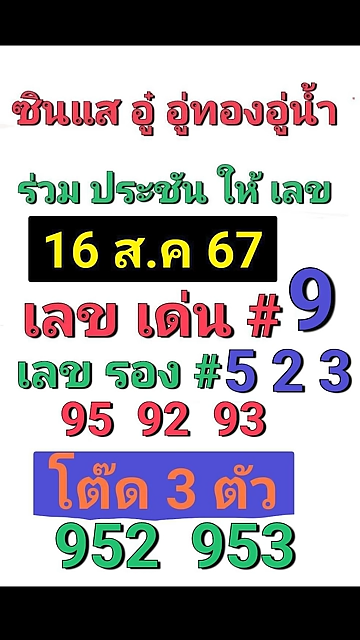 ซินแส อู๋ อู่ทองอู่น้ำ
ร่วม ประชัน ให้ เลข
16 ส.ค 67
เลข เด่น #9
เลข รอง #5 2 3
95 92 93
โต๊ด 3 ตัว
952 953